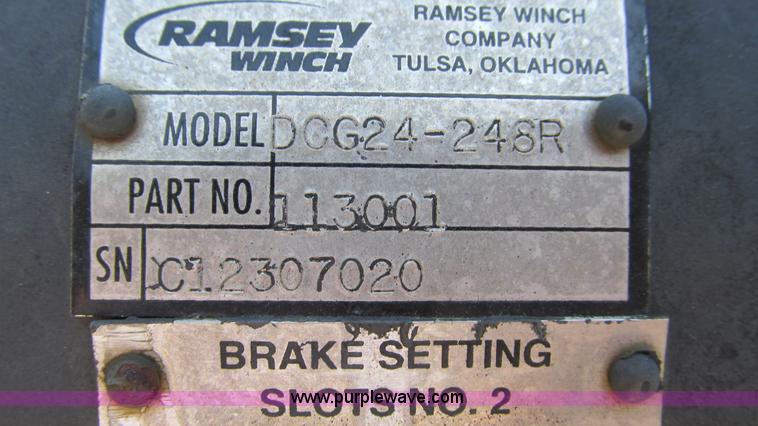 RAMSEY
WINCH
RAMSEY WINCH
COMPANY
TULSA, OKLAHOMA
MODEL DCG24-246R
PART NO. 113001
SN C12307020
BRAKE SETTING
SLOTS NO. 2
www.purplewave.com